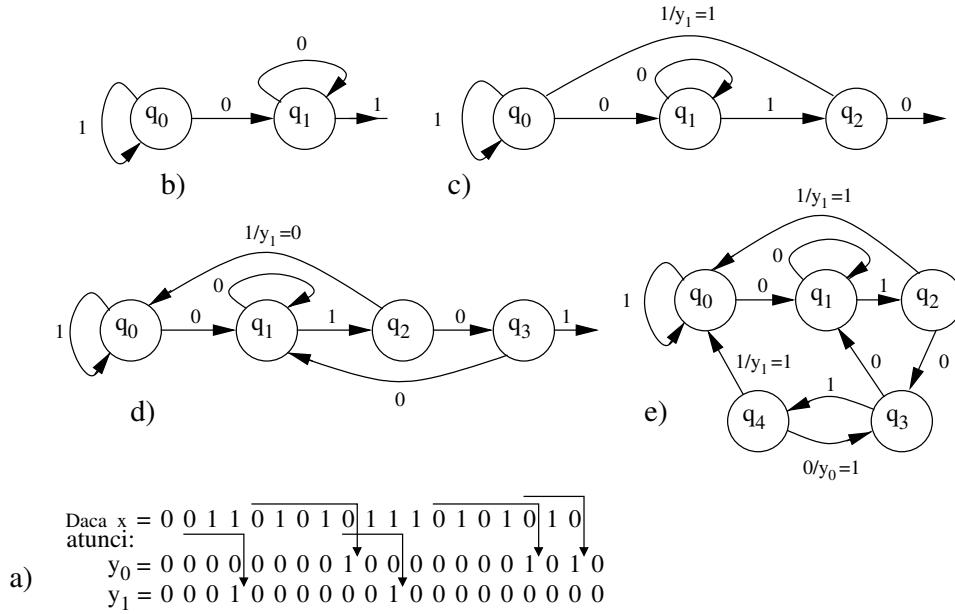 1/y₁=1
0
0
q₀
0
q₁
1
1
q₀
0
q₁
1
q₂
0
1
b)
c)
1/y₁=0
1/y₁=1
0
0
q₀
0
q₁
1
q₂
1
1
q₀
0
q₁
1
q₂
0
q₃
1
1/y₁=1
0
0
0
1
d)
e)
q₄
q₃
0/y₀=1
Daca x = 0 0 1 1 0 1 0 1 0 1 1 1 0 1 0 1 0 1 0
atunci:
y₀ = 0 0 0 0 0 0 0 0 1 0 0 0 0 0 0 0 1 0 1 0
a)
y₁ = 0 0 0 1 0 0 0 0 0 0 1 0 0 0 0 0 0 0 0 0